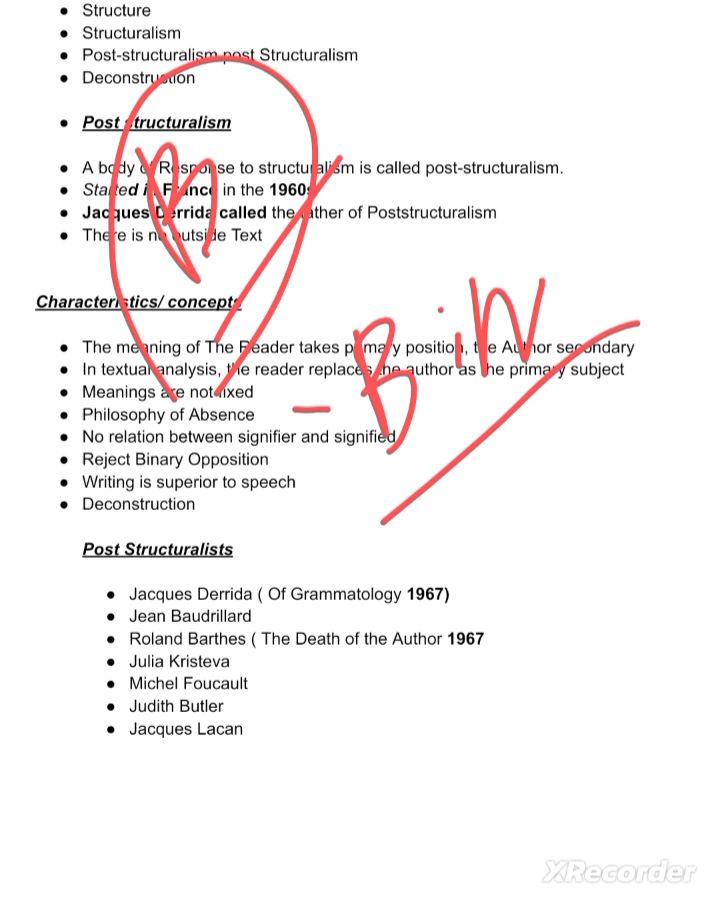 Structure
Structuralism
Post-structuralism post Structuralism
Deconstruction
Post structuralism
A body of Response to structuralism is called post-structuralism.
Started in France in the 1960s
Jacques Derrida called the father of Poststructuralism
There is no outside Text
Characteristics/ concepts
The meaning of The Reader takes primary position, the Author secondary
In textual analysis, the reader replaces the author as the primary subject
Meanings are not fixed
Philosophy of Absence
No relation between signifier and signified
Reject Binary Opposition
Writing is superior to speech
Deconstruction
Post Structuralists
Jacques Derrida ( Of Grammatology 1967)
Jean Baudrillard
Roland Barthes ( The Death of the Author 1967
Julia Kristeva
Michel Foucault
Judith Butler
Jacques Lacan
XRecorder